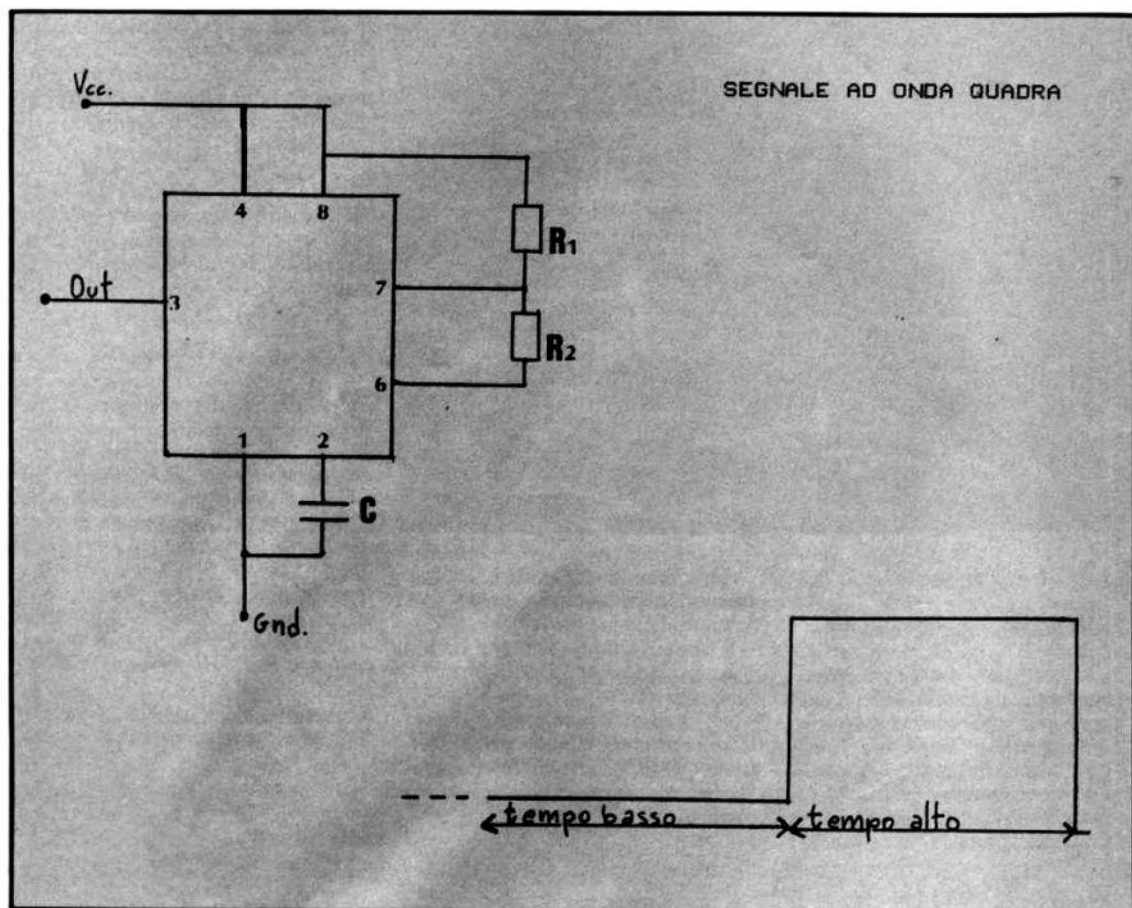 Vcc.
SEGNALE AD ONDA QUADRA
4 8
R1
Out
3
7
R2
6
1 2
C
Gnd.
tempo basso
tempo alto